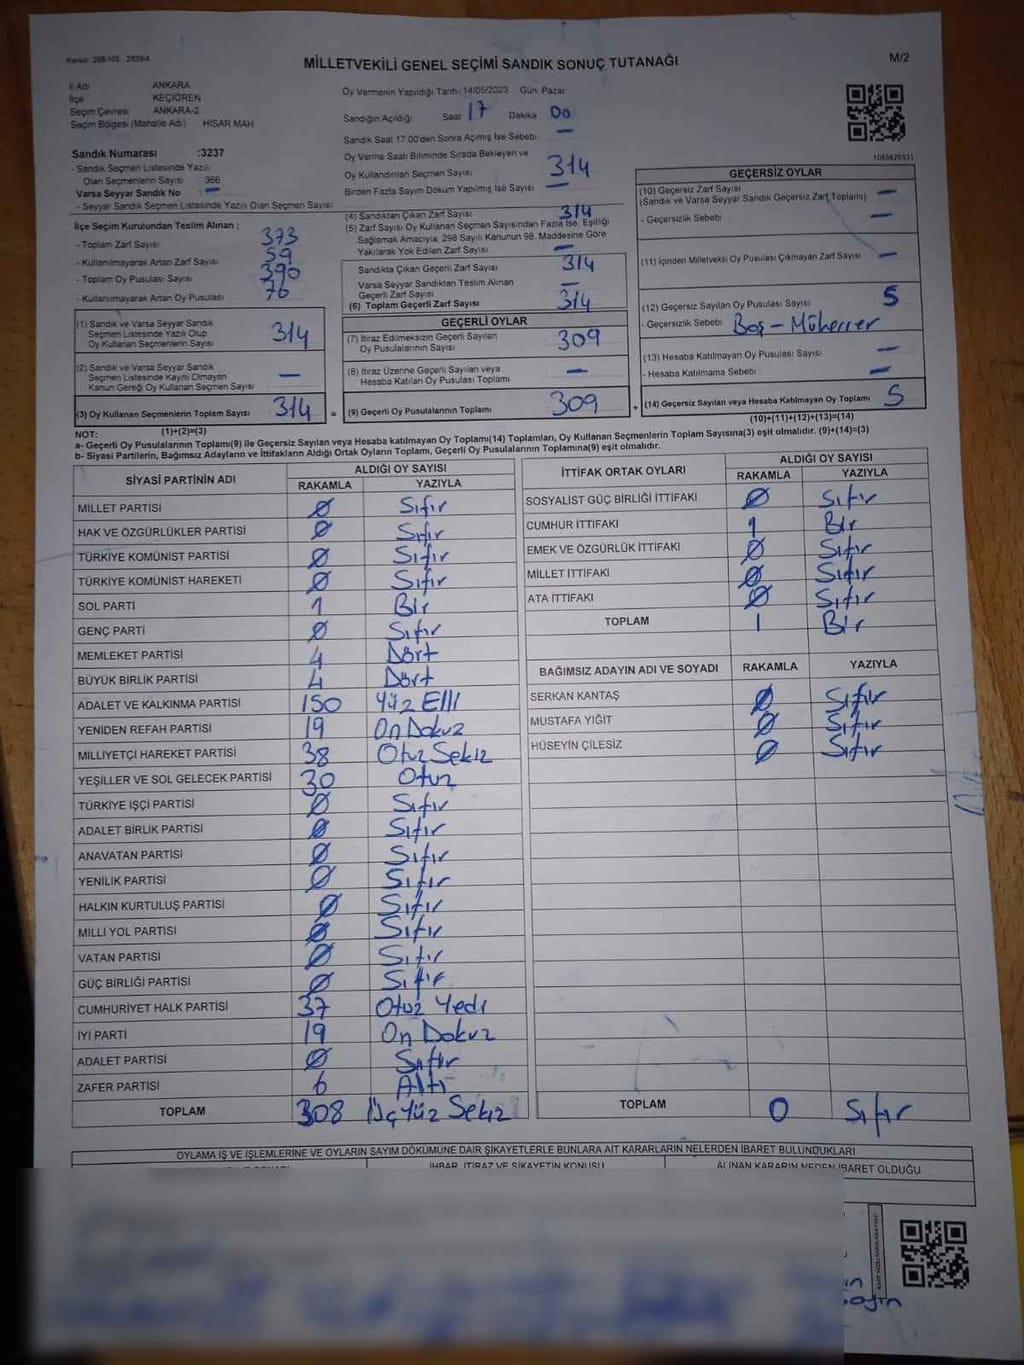 Kanun: 298/105, 2839/4
MİLLETVEKİLİ GENEL SEÇİMİ SANDIK SONUÇ TUTANAĞI
M/2
İl Adı ANKARA
İlçe KEÇİÖREN
Seçim Çevresi ANKARA-2
Seçim Bölgesi (Mahalle Adı) HİSAR MAH
Sandık Numarası :3237
- Sandık Seçmen Listesinde Yazılı
Olan Seçmenlerin Sayısı 366
Varsa Seyyar Sandık No : -
- Seyyar Sandık Seçmen Listesinde Yazılı Olan Seçmen Sayısı
Oy Vermenin Yapıldığı Tarih: 14/05/2023 Gün: Pazar
Sandığın Açıldığı Saat 17 Dakika 00
Sandık Saat 17:00'den Sonra Açılmış İse Sebebi -
Oy Verme Saati Bitiminde Sırada Bekleyen ve
Oy Kullandırılan Seçmen Sayısı 314
Birden Fazla Sayım Döküm Yapılmış İse Sayısı -
İlçe Seçim Kurulundan Teslim Alınan ;
- Toplam Zarf Sayısı 373
- Kullanılmayarak Artan Zarf Sayısı 59
- Toplam Oy Pusulası Sayısı 390
- Kullanılmayarak Artan Oy Pusulası 76
(1) Sandık ve Varsa Seyyar Sandık
Seçmen Listesinde Yazılı Olup
Oy Kullanan Seçmenlerin Sayısı 314
(2) Sandık ve Varsa Seyyar Sandık
Seçmen Listesinde Kayıtlı Olmayan
Kanun Gereği Oy Kullanan Seçmen Sayısı -
(3) Oy Kullanan Seçmenlerin Toplam Sayısı 314 =
(1)+(2)=(3)
(4) Sandıktan Çıkan Zarf Sayısı 314
(5) Zarf Sayısı Oy Kullanan Seçmen Sayısından Fazla İse, Eşitliği
Sağlamak Amacıyla, 298 Sayılı Kanunun 98. Maddesine Göre
Yakılarak Yok Edilen Zarf Sayısı -
Sandıkta Çıkan Geçerli Zarf Sayısı 314
Varsa Seyyar Sandıktan Teslim Alınan
Geçerli Zarf Sayısı -
(6) Toplam Geçerli Zarf Sayısı 314
GEÇERLİ OYLAR
(7) İtiraz Edilmeksizin Geçerli Sayılan
Oy Pusulalarının Sayısı 309
(8) İtiraz Üzerine Geçerli Sayılan veya
Hesaba Katılan Oy Pusulası Toplamı -
(9) Geçerli Oy Pusulalarının Toplamı 309 +
GEÇERSİZ OYLAR
(10) Geçersiz Zarf Sayısı
(Sandık ve Varsa Seyyar Sandık Geçersiz Zarf Toplamı) -
- Geçersizlik Sebebi -
(11) İçinden Milletvekili Oy Pusulası Çıkmayan Zarf Sayısı -
(12) Geçersiz Sayılan Oy Pusulası Sayısı 5
- Geçersizlik Sebebi Boş - Müherrer
(13) Hesaba Katılmayan Oy Pusulası Sayısı -
- Hesaba Katılmama Sebebi -
(14) Geçersiz Sayılan veya Hesaba Katılmayan Oy Toplamı 5
(10)+(11)+(12)+(13)=(14)
NOT:
a- Geçerli Oy Pusulalarının Toplamı(9) ile Geçersiz Sayılan veya Hesaba katılmayan Oy Toplamı(14) Toplamları, Oy Kullanan Seçmenlerin Toplam Sayısına(3) eşit olmalıdır. (9)+(14)=(3)
b- Siyasi Partilerin, Bağımsız Adayların ve İttifakların Aldığı Ortak Oyların Toplamı, Geçerli Oy Pusulalarının Toplamına(9) eşit olmalıdır.
SİYASİ PARTİNİN ADI ALDIĞI OY SAYISI
RAKAMLA YAZIYLA
MİLLET PARTİSİ 0 Sıfır
HAK VE ÖZGÜRLÜKLER PARTİSİ 0 Sıfır
TÜRKİYE KOMÜNİST PARTİSİ 0 Sıfır
TÜRKİYE KOMÜNİST HAREKETİ 0 Sıfır
SOL PARTİ 1 Bir
GENÇ PARTİ 0 Sıfır
MEMLEKET PARTİSİ 4 Dört
BÜYÜK BİRLİK PARTİSİ 4 Dört
ADALET VE KALKINMA PARTİSİ 150 Yüz Elli
YENİDEN REFAH PARTİSİ 19 On Dokuz
MİLLİYETÇİ HAREKET PARTİSİ 38 Otuz Sekiz
YEŞİLLER VE SOL GELECEK PARTİSİ 30 Otuz
TÜRKİYE İŞÇİ PARTİSİ 0 Sıfır
ADALET BİRLİK PARTİSİ 0 Sıfır
ANAVATAN PARTİSİ 0 Sıfır
YENİLİK PARTİSİ 0 Sıfır
HALKIN KURTULUŞ PARTİSİ 0 Sıfır
MİLLİ YOL PARTİSİ 0 Sıfır
VATAN PARTİSİ 0 Sıfır
GÜÇ BİRLİĞİ PARTİSİ 0 Sıfır
CUMHURİYET HALK PARTİSİ 37 Otuz Yedi
İYİ PARTİ 19 On Dokuz
ADALET PARTİSİ 0 Sıfır
ZAFER PARTİSİ 6 Altı
TOPLAM 308 Üç Yüz Sekiz
İTTİFAK ORTAK OYLARI ALDIĞI OY SAYISI
RAKAMLA YAZIYLA
SOSYALİST GÜÇ BİRLİĞİ İTTİFAKI 0 Sıfır
CUMHUR İTTİFAKI 1 Bir
EMEK VE ÖZGÜRLÜK İTTİFAKI 0 Sıfır
MİLLET İTTİFAKI 0 Sıfır
ATA İTTİFAKI 0 Sıfır
TOPLAM 1 Bir
BAĞIMSIZ ADAYIN ADI VE SOYADI RAKAMLA YAZIYLA
SERKAN KANTAŞ 0 Sıfır
MUSTAFA YİĞİT 0 Sıfır
HÜSEYİN ÇİLESİZ 0 Sıfır
TOPLAM 0 Sıfır
OYLAMA İŞ VE İŞLEMLERİNE VE OYLARIN SAYIM DÖKÜMÜNE DAİR ŞİKAYETLERLE BUNLARA AİT KARARLARIN NELERDEN İBARET BULUNDUKLARI
İHBAR, İTİRAZ VE ŞİKAYETİN KONUSU
ALINAN KARARIN NEDEN İBARET OLDUĞU